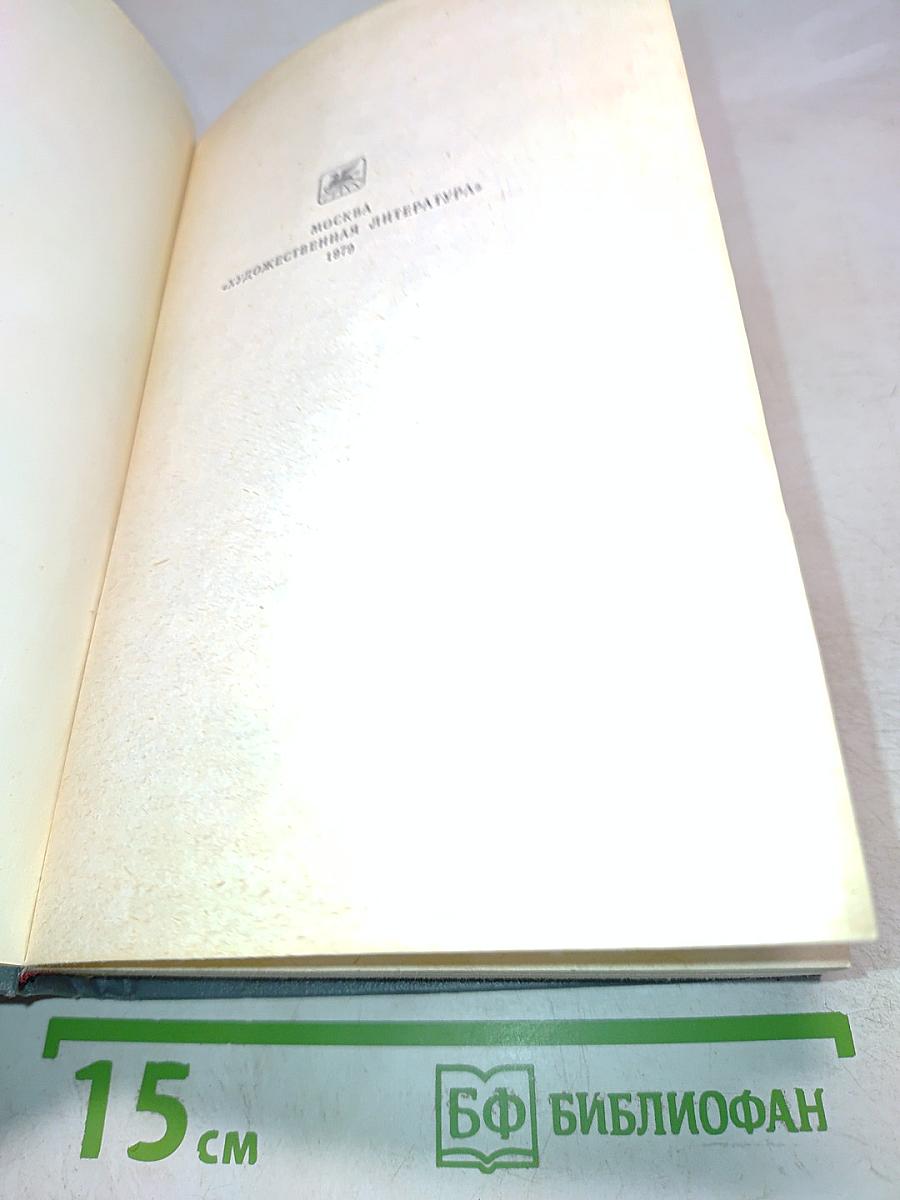 МОСКВА
«ХУДОЖЕСТВЕННАЯ ЛИТЕРАТУРА»
1979
15 см
БФ БИБЛИОФАН